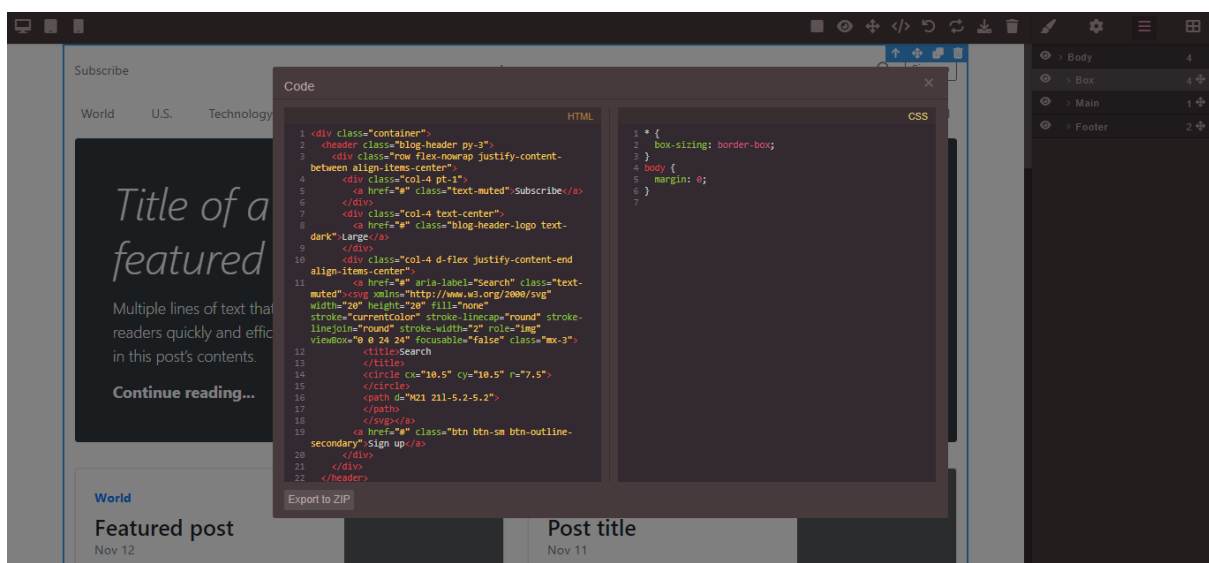 Subscribe
World U.S. Technology
Title of a
featured
Multiple lines of text that
readers quickly and effic
in this post's contents.
Continue reading...
World
Featured post
Nov 12
Post title
Nov 11
Code
×
HTML
1 <div class="container">
2 <header class="blog-header py-3">
3 <div class="row flex-nowrap justify-content-
between align-items-center">
4 <div class="col-4 pt-1">
5 <a href="#" class="text-muted">Subscribe</a>
6 </div>
7 <div class="col-4 text-center">
8 <a href="#" class="blog-header-logo text-
dark">Large</a>
9 </div>
10 <div class="col-4 d-flex justify-content-end
align-items-center">
11 <a href="#" aria-label="Search" class="text-
muted"><svg xmlns="http://www.w3.org/2000/svg"
width="20" height="20" fill="none"
stroke="currentColor" stroke-linecap="round" stroke-
linejoin="round" stroke-width="2" role="img"
viewBox="0 0 24 24" focusable="false" class="mx-3">
12 <title>Search
13 </title>
14 <circle cx="10.5" cy="10.5" r="7.5">
15 </circle>
16 <path d="M21 21l-5.2-5.2">
17 </path>
18 </svg></a>
19 <a href="#" class="btn btn-sm btn-outline-
secondary">Sign up</a>
20 </div>
21 </div>
22 </header>
CSS
1 * {
2 box-sizing: border-box;
3 }
4 body {
5 margin: 0;
6 }
7
Export to ZIP
Body 4
Box 4
Main 1
Footer 2